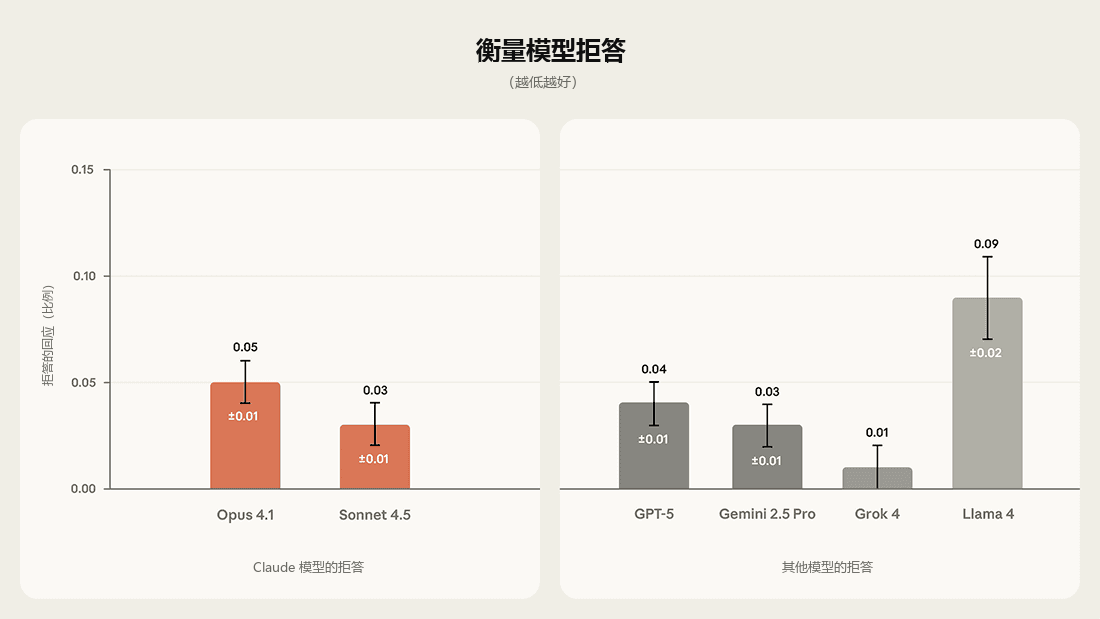 衡量模型拒答
（越低越好）
拒答的回应（比例）
0.15
0.10
0.05
0.00
0.05
±0.01
0.03
±0.01
Opus 4.1
Sonnet 4.5
Claude 模型的拒答
0.04
±0.01
0.03
±0.01
0.01
0.09
±0.02
GPT-5
Gemini 2.5 Pro
Grok 4
Llama 4
其他模型的拒答